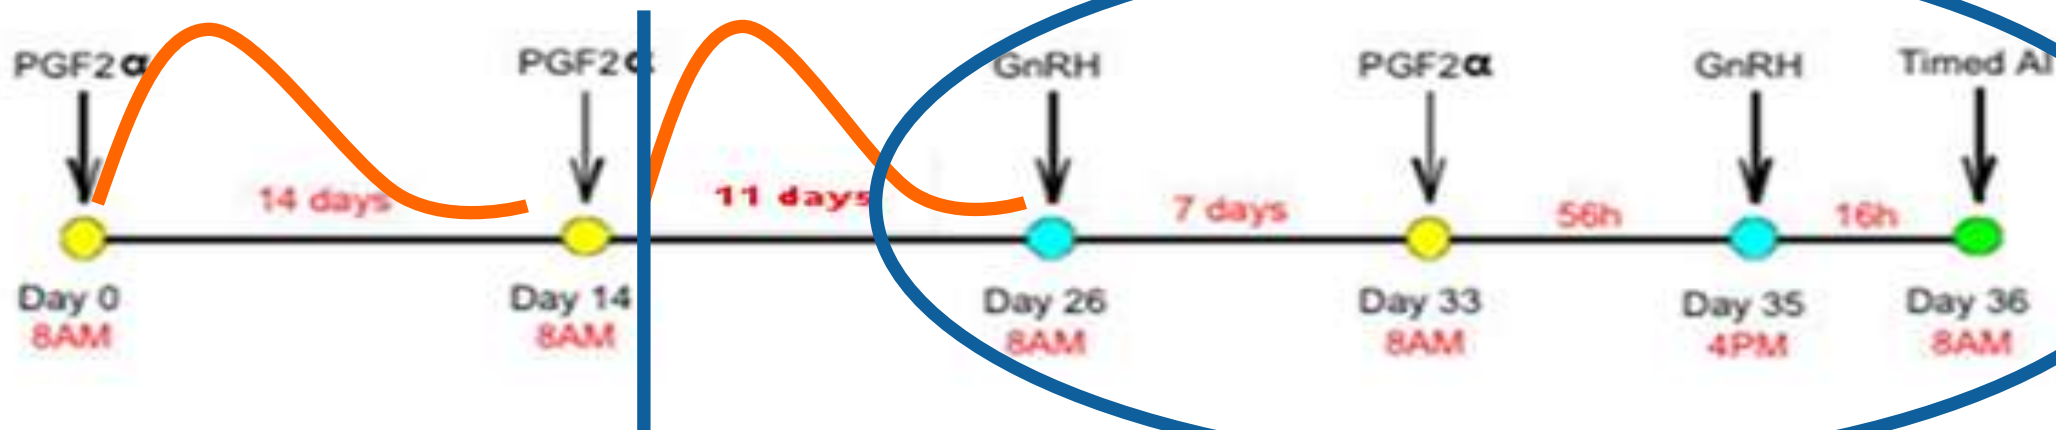 PGF2α PGF2α GnRH PGF2α GnRH Timed AI
14 days 11 days 7 days 56h 16h
Day 0 Day 14 Day 26 Day 33 Day 35 Day 36
8AM 8AM 8AM 8AM 4PM 8AM